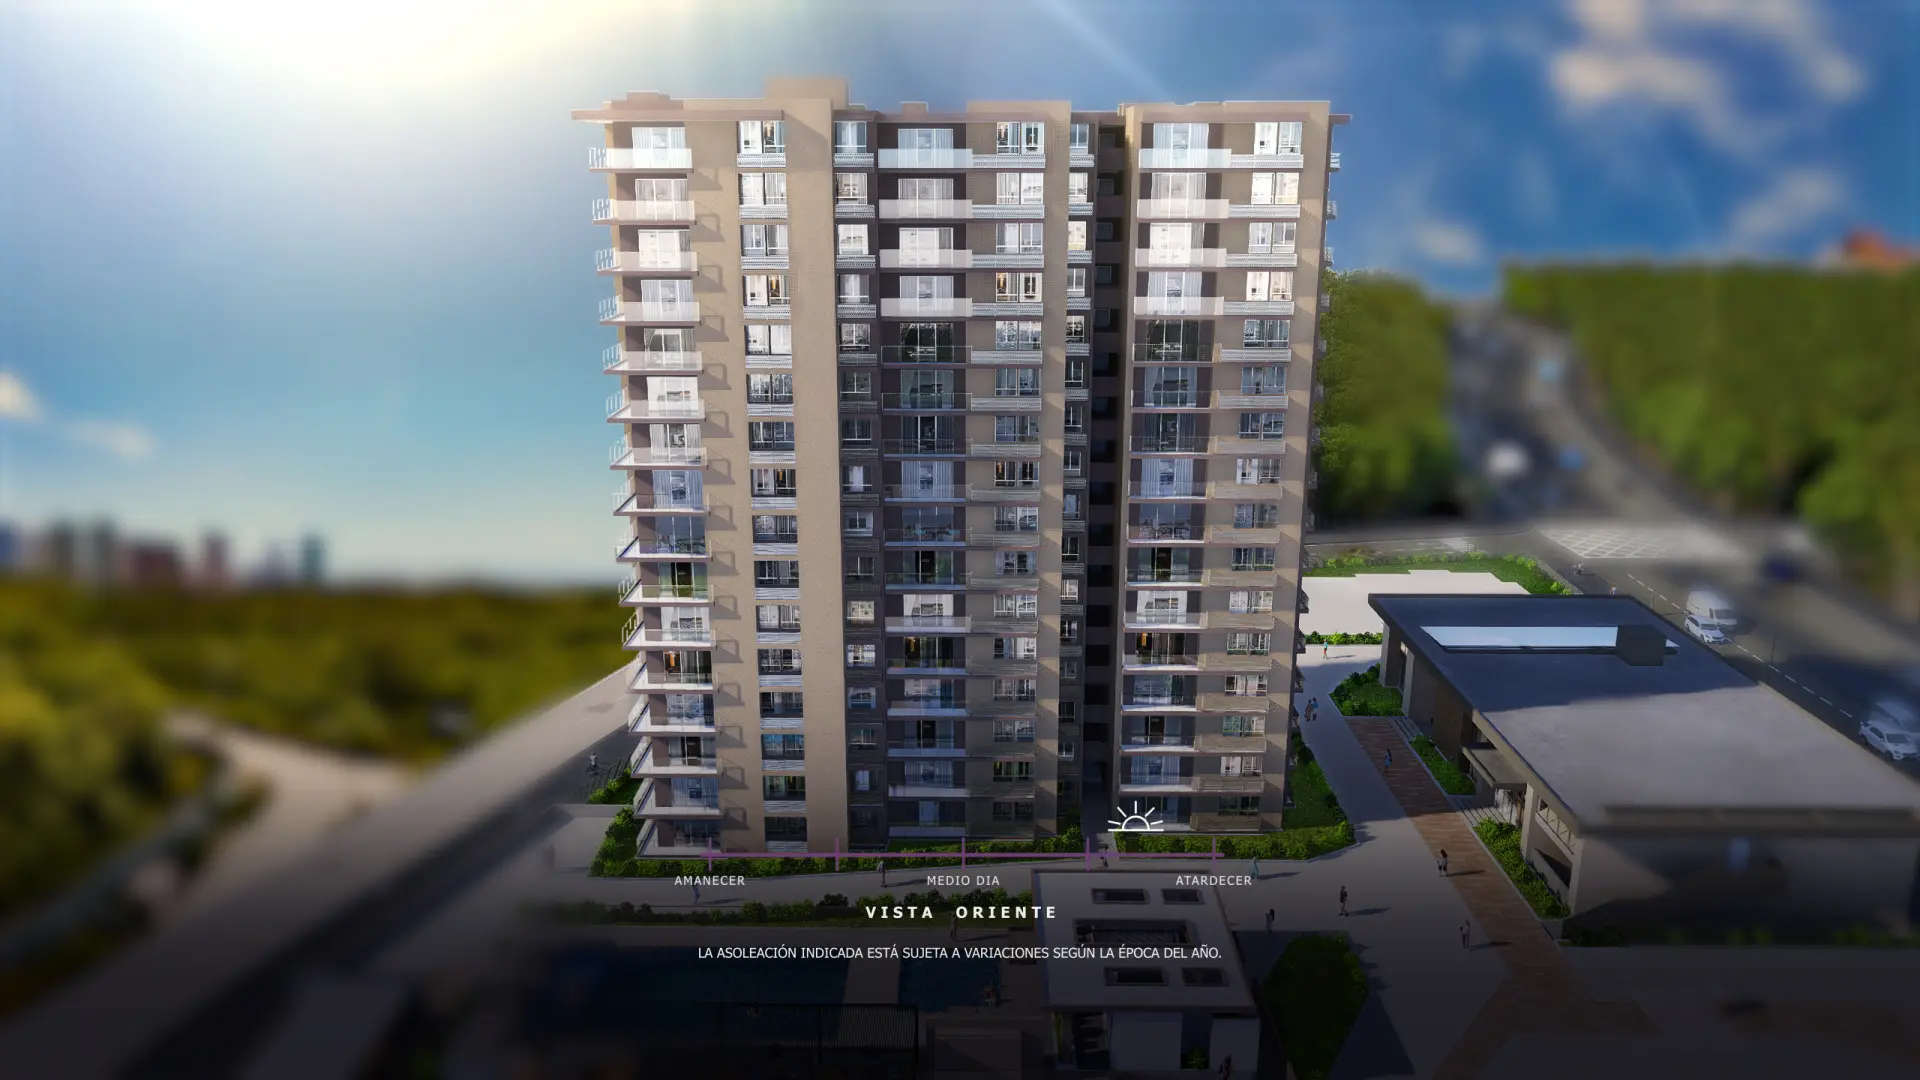 AMANECER
MEDIO DIA
ATARDECER
VISTA ORIENTE
LA ASOLEACIÓN INDICADA ESTÁ SUJETA A VARIACIONES SEGÚN LA ÉPOCA DEL AÑO.